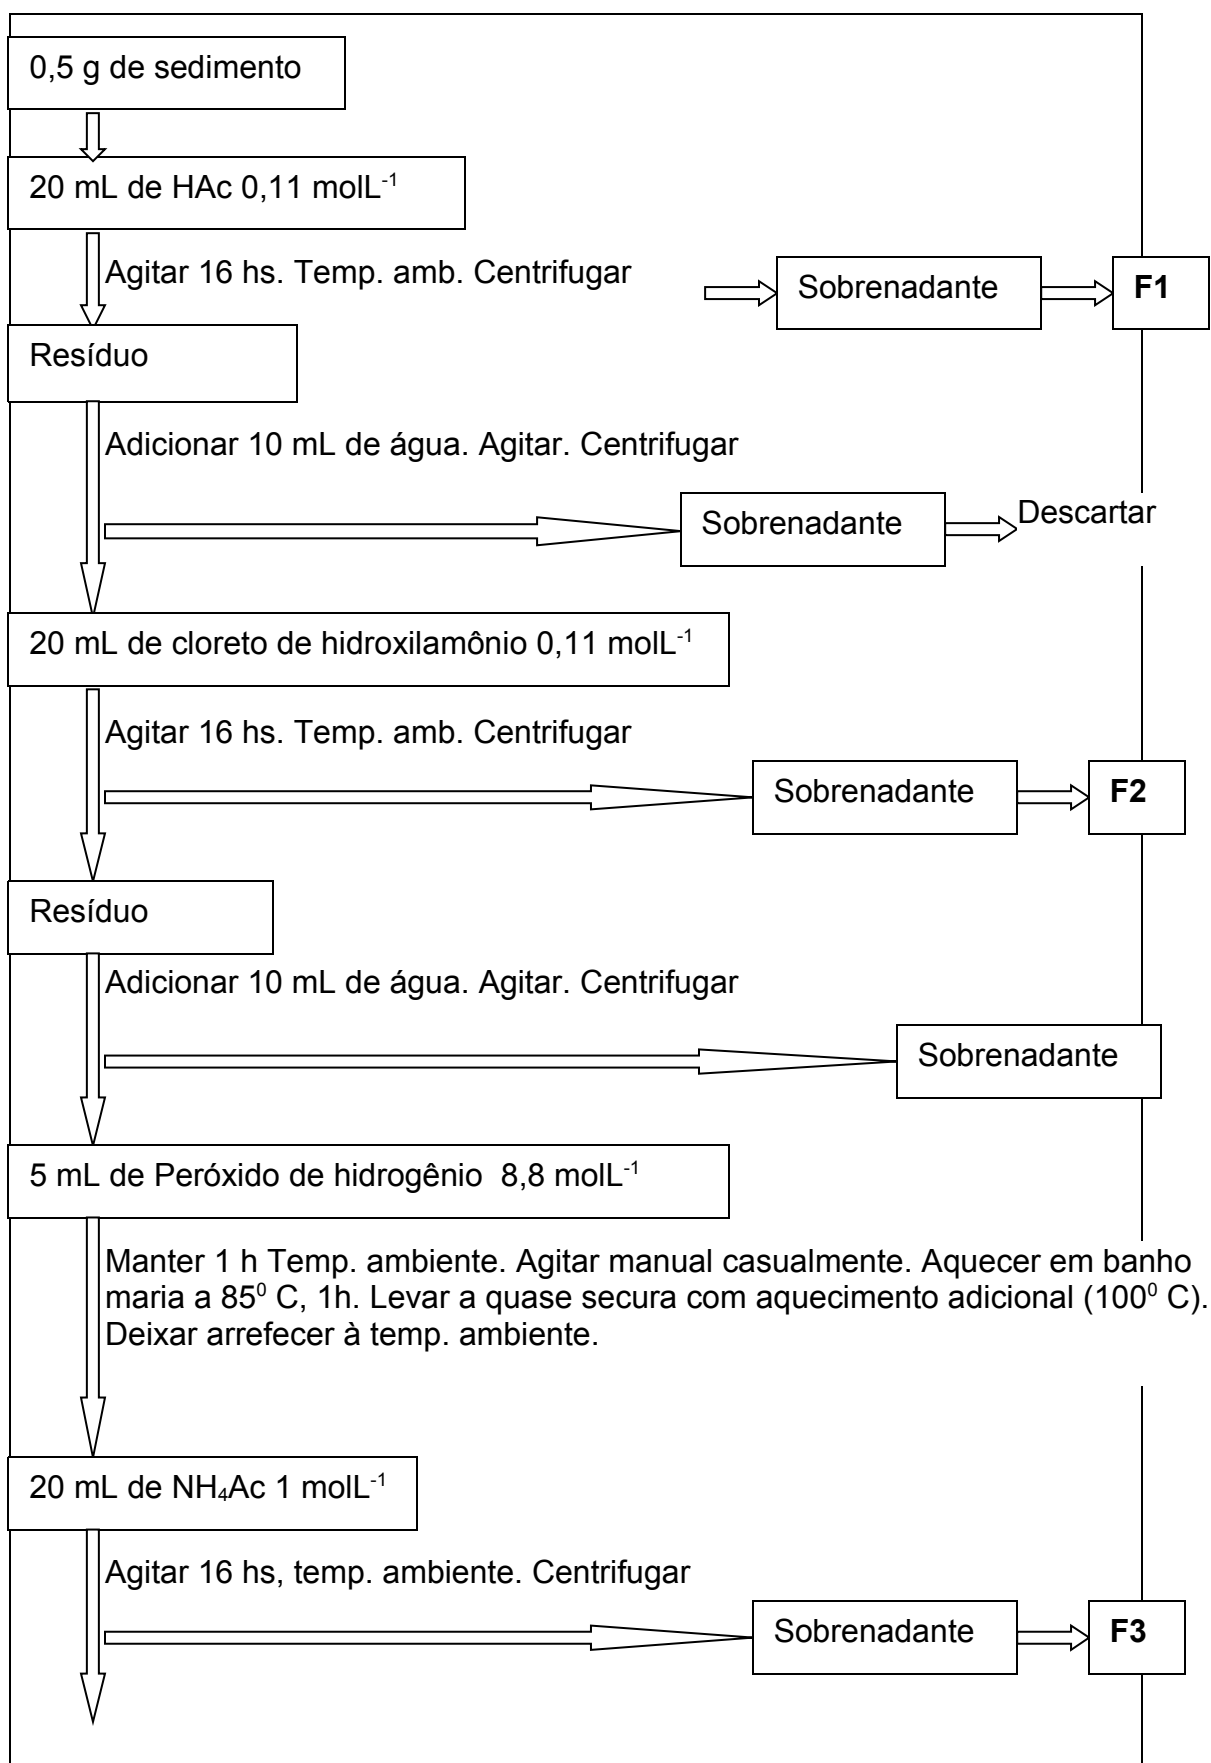 0,5 g de sedimento
20 mL de HAc 0,11 molL⁻¹
Agitar 16 hs. Temp. amb. Centrifugar
Sobrenadante
F1
Resíduo
Adicionar 10 mL de água. Agitar. Centrifugar
Sobrenadante
Descartar
20 mL de cloreto de hidroxilamônio 0,11 molL⁻¹
Agitar 16 hs. Temp. amb. Centrifugar
Sobrenadante
F2
Resíduo
Adicionar 10 mL de água. Agitar. Centrifugar
Sobrenadante
5 mL de Peróxido de hidrogênio 8,8 molL⁻¹
Manter 1 h Temp. ambiente. Agitar manual casualmente. Aquecer em banho
maria a 85⁰ C, 1h. Levar a quase secura com aquecimento adicional (100⁰ C).
Deixar arrefecer à temp. ambiente.
20 mL de NH₄Ac 1 molL⁻¹
Agitar 16 hs, temp. ambiente. Centrifugar
Sobrenadante
F3